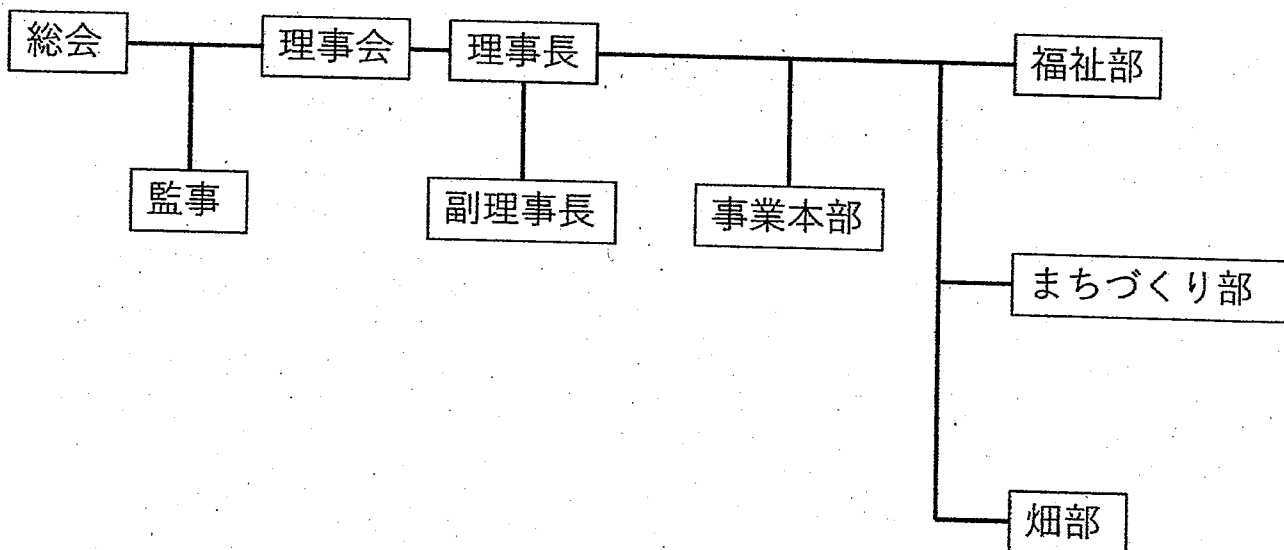 総会
理事会
理事長
福祉部
監事
副理事長
事業本部
まちづくり部
畑部